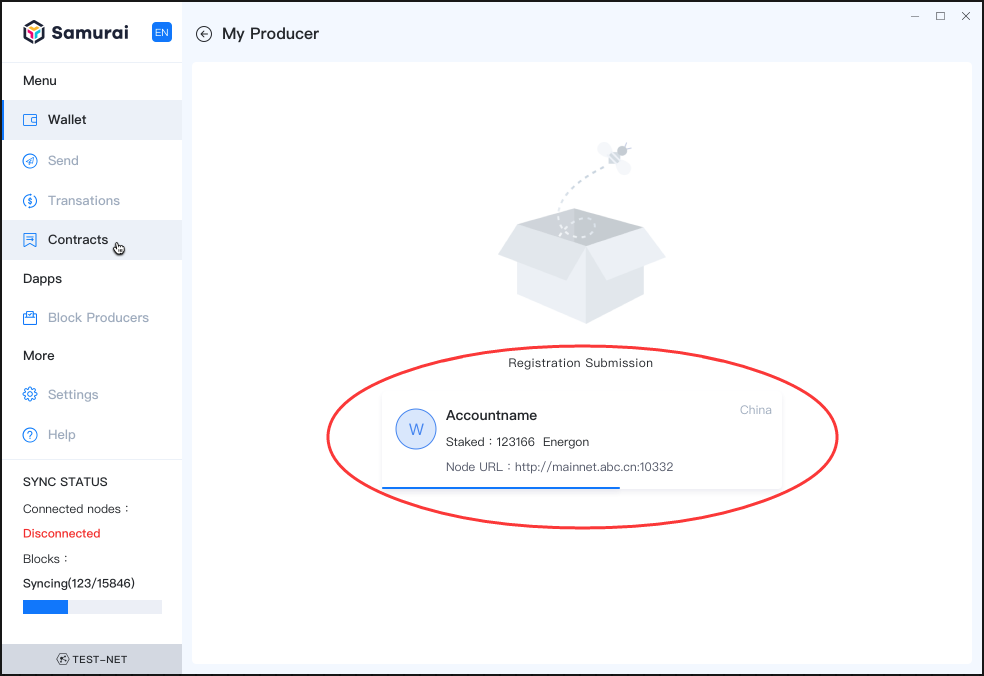 Samurai
EN
My Producer
Menu
Wallet
Send
Transations
Contracts
Dapps
Block Producers
More
Settings
Help
SYNC STATUS
Connected nodes :
Disconnected
Blocks :
Syncing(123/15846)
TEST-NET
Registration Submission
W
Accountname
China
Staked : 123166 Energon
Node URL : http://mainnet.abc.cn:10332